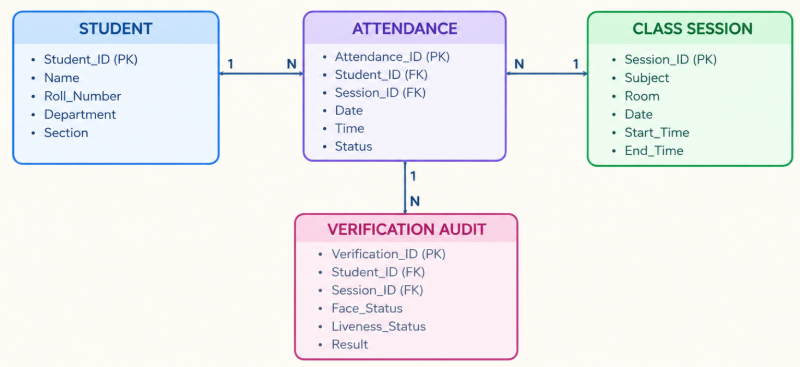 STUDENT
• Student_ID (PK)
• Name
• Roll_Number
• Department
• Section
1 N
ATTENDANCE
• Attendance_ID (PK)
• Student_ID (FK)
• Session_ID (FK)
• Date
• Time
• Status
N 1
CLASS SESSION
• Session_ID (PK)
• Subject
• Room
• Date
• Start_Time
• End_Time
1
N
VERIFICATION AUDIT
• Verification_ID (PK)
• Student_ID (FK)
• Session_ID (FK)
• Face_Status
• Liveness_Status
• Result